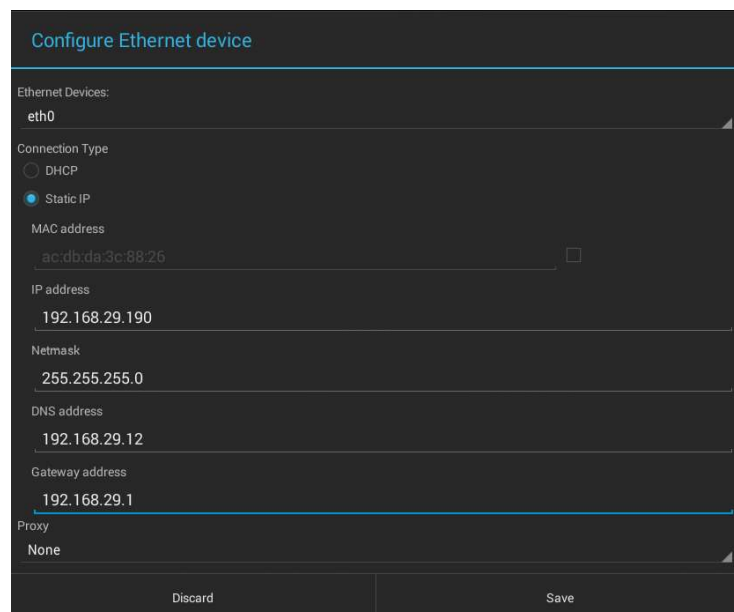 Configure Ethernet device
Ethernet Devices:
eth0
Connection Type
DHCP
Static IP
MAC address
ac:db:da:3c:88:26
IP address
192.168.29.190
Netmask
255.255.255.0
DNS address
192.168.29.12
Gateway address
192.168.29.1
Proxy
None
Discard Save